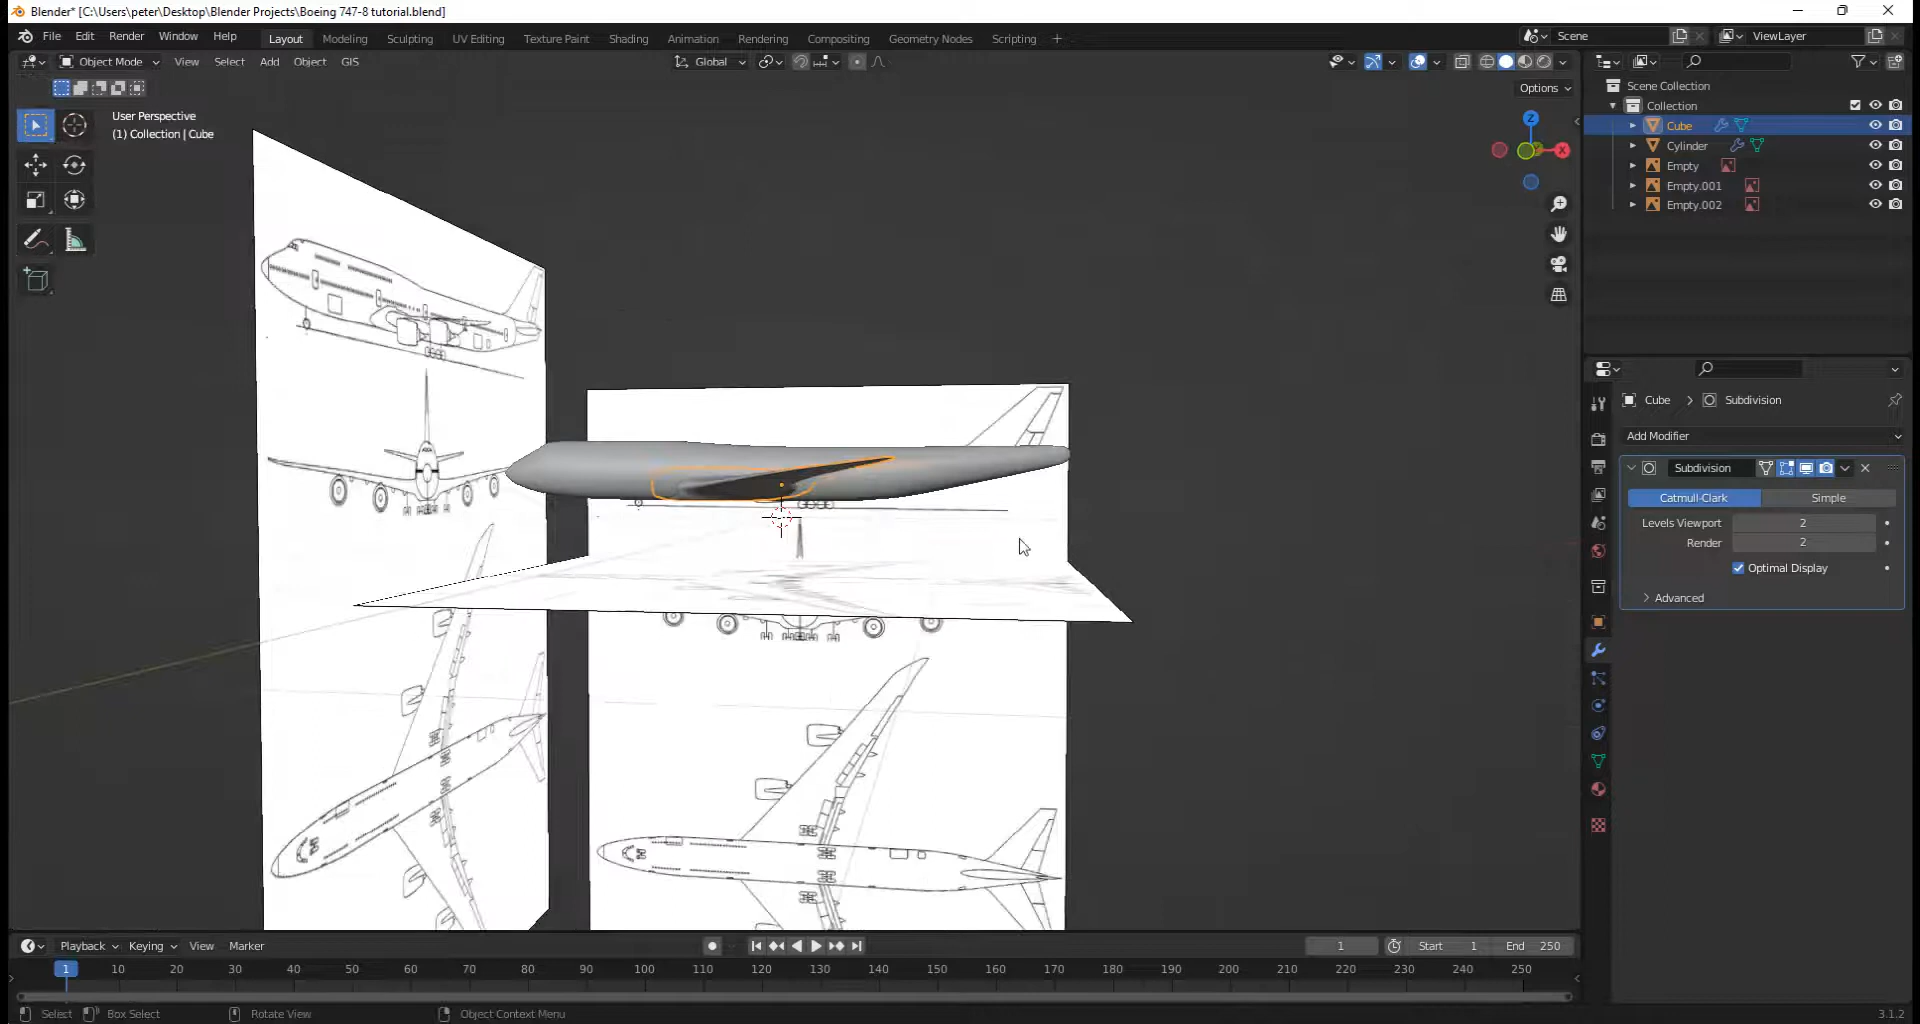 Blender* [C:\Users\peter\Desktop\Blender Projects\Boeing 747-8 tutorial.blend]
File Edit Render Window Help Layout Modeling Sculpting UV Editing Texture Paint Shading Animation Rendering Compositing Geometry Nodes Scripting + Scene ViewLayer
Object Mode View Select Add Object GIS Global
Options
User Perspective
(1) Collection | Cube
Z
X
Scene Collection
Collection
Cube
Cylinder
Empty
Empty.001
Empty.002
Cube > Subdivision
Add Modifier
Subdivision
Catmull-Clark Simple
Levels Viewport 2
Render 2
Optimal Display
Advanced
Playback Keying View Marker 1 Start 1 End 250
1 10 20 30 40 50 60 70 80 90 100 110 120 130 140 150 160 170 180 190 200 210 220 230 240 250
Select Box Select Rotate View Object Context Menu 3.1.2